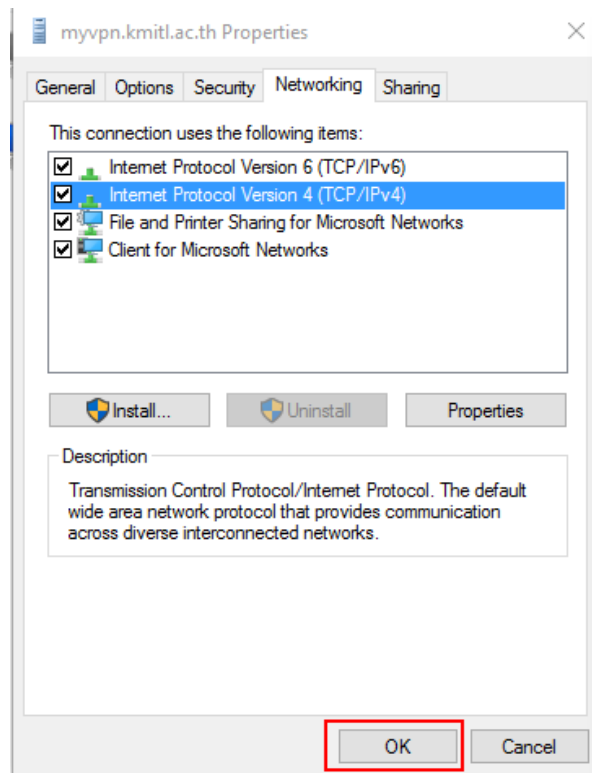 myvpn.kmitl.ac.th Properties
General Options Security Networking Sharing
This connection uses the following items:
Internet Protocol Version 6 (TCP/IPv6)
Internet Protocol Version 4 (TCP/IPv4)
File and Printer Sharing for Microsoft Networks
Client for Microsoft Networks
Install... Uninstall Properties
Description
Transmission Control Protocol/Internet Protocol. The default
wide area network protocol that provides communication
across diverse interconnected networks.
OK Cancel